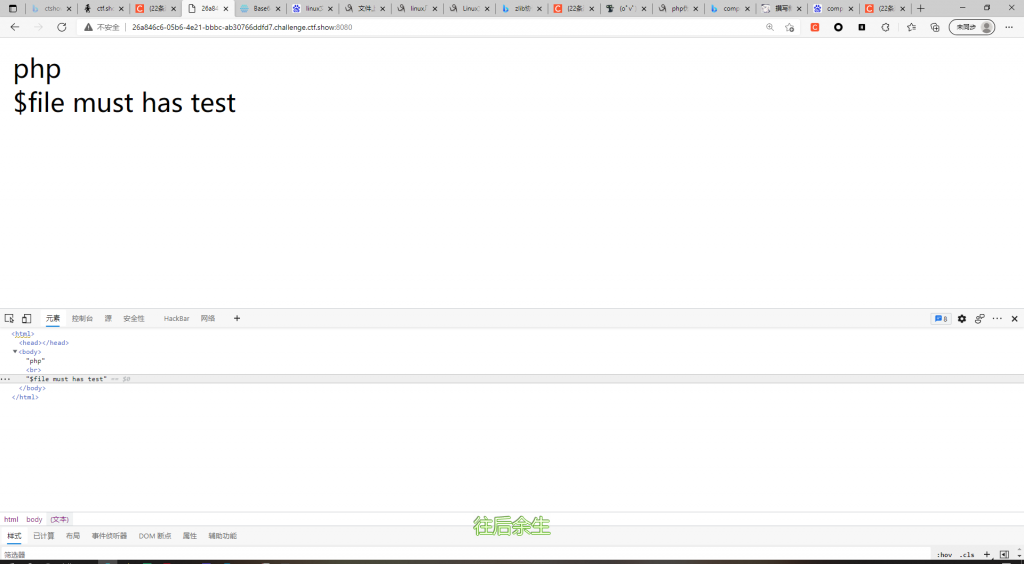 ctsho
ctf.sh
(22条
26a84
Base6
linux
文件
linux
Linux
zlib
(22条
(o゚v゚)
php
comp
撰写
comp
(22条
不安全
26a846c6-05b6-4e21-bbbc-ab30766ddfd7.challenge.ctf.show:8080
未同步
php
$file must has test
元素 控制台 源 安全性 HackBar 网络 + 8
<html>
<head></head>
<body>
"php"
<br>
"$file must has test" == $0
</body>
</html>
html body (文本)
往后余生
样式 已计算 布局 事件侦听器 DOM 断点 属性 辅助功能
筛选器 :hov .cls +